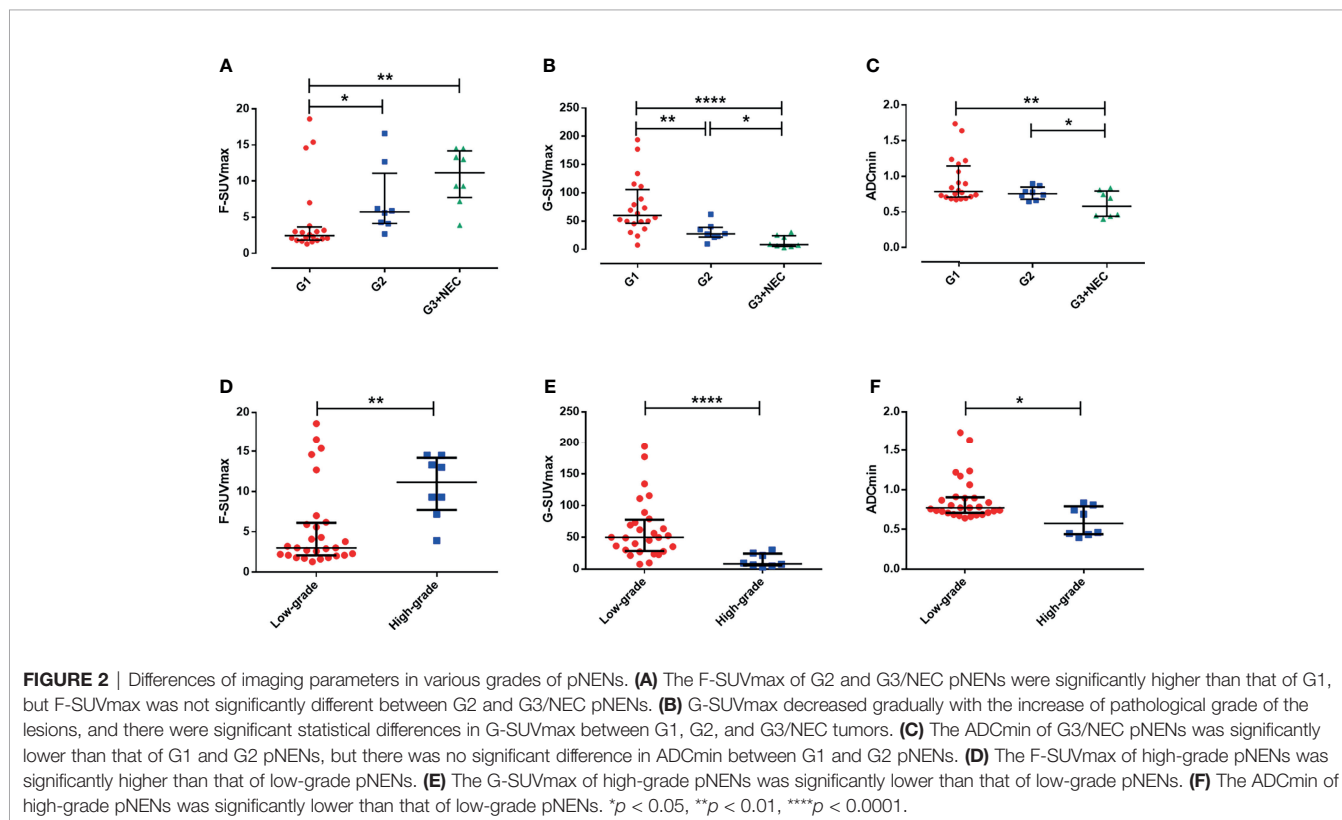 A
**
*
F-SUVmax
20
15
10
5
0
G1
G2
G3+NEC
B
****
**
*
G-SUVmax
250
200
150
100
50
0
G1
G2
G3+NEC
C
**
*
ADCmin
2.0
1.5
1.0
0.5
0.0
G1
G2
G3+NEC
D
**
F-SUVmax
20
15
10
5
0
Low-grade
High-grade
E
****
G-SUVmax
250
200
150
100
50
0
Low-grade
High-grade
F
*
ADCmin
2.0
1.5
1.0
0.5
0.0
Low-grade
High-grade
FIGURE 2 | Differences of imaging parameters in various grades of pNENs. (A) The F-SUVmax of G2 and G3/NEC pNENs were significantly higher than that of G1,
but F-SUVmax was not significantly different between G2 and G3/NEC pNENs. (B) G-SUVmax decreased gradually with the increase of pathological grade of the
lesions, and there were significant statistical differences in G-SUVmax between G1, G2, and G3/NEC tumors. (C) The ADCmin of G3/NEC pNENs was significantly
lower than that of G1 and G2 pNENs, but there was no significant difference in ADCmin between G1 and G2 pNENs. (D) The F-SUVmax of high-grade pNENs was
significantly higher than that of low-grade pNENs. (E) The G-SUVmax of high-grade pNENs was significantly lower than that of low-grade pNENs. (F) The ADCmin of
high-grade pNENs was significantly lower than that of low-grade pNENs. *p < 0.05, **p < 0.01, ****p < 0.0001.